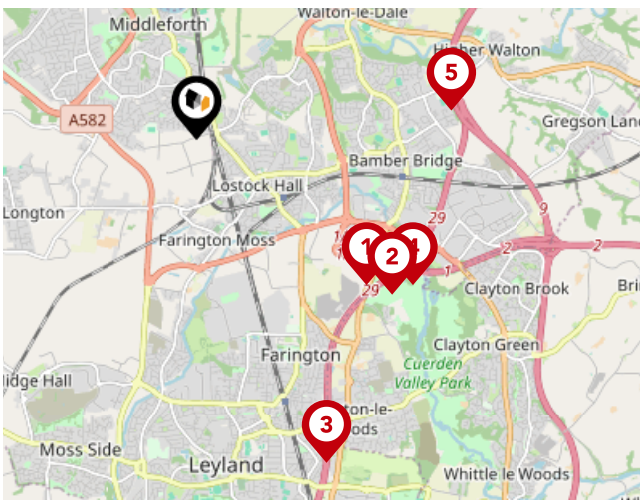 Walton-le-Dale
Middleforth
Higher Walton
5
A582
Gregson Lane
Bamber Bridge
Lostock Hall
Longton
9
29
Farington Moss
1
2
4
2
2
1
29
Clayton Brook
Clayton Green
Farington
Cuerden
Valley Park
3
Moss Side
Leyland
Whittle le Woods